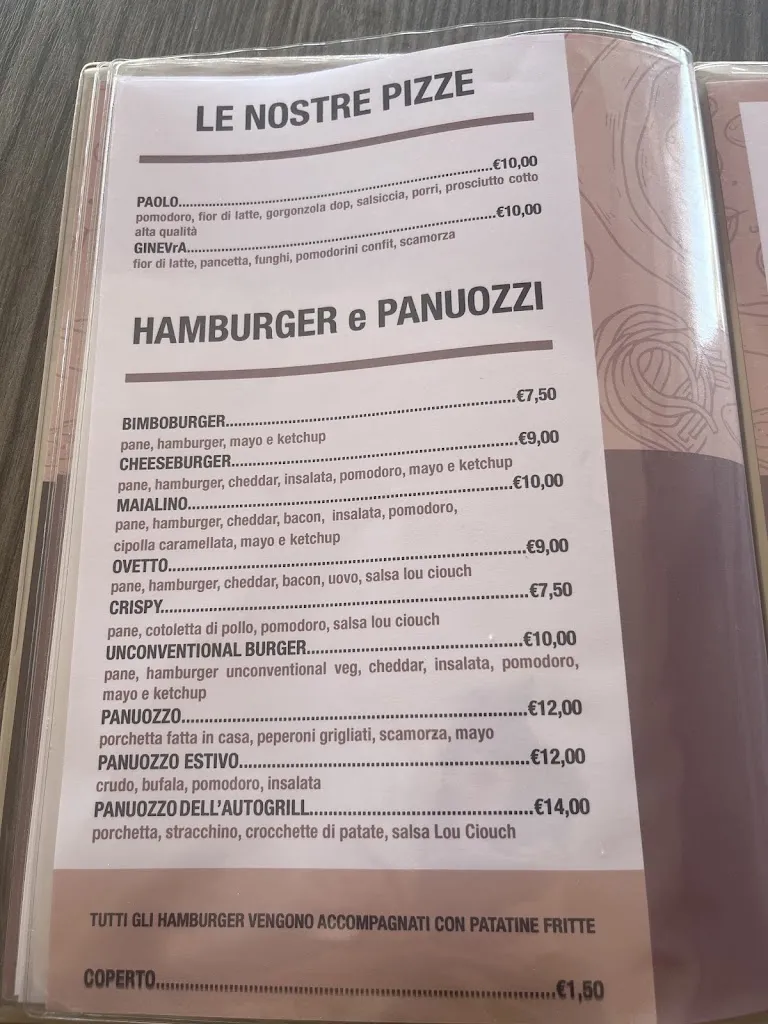 LE NOSTRE PIZZE
PAOLO..........................................................€10,00
pomodoro, fior di latte, gorgonzola dop, salsiccia, porri, prosciutto cotto
alta qualità
GINEVrA..........................................................€10,00
fior di latte, pancetta, funghi, pomodorini confit, scamorza
HAMBURGER e PANUOZZI
BIMBOBURGER..........................................................€7,50
pane, hamburger, mayo e ketchup
CHEESEBURGER..........................................................€9,00
pane, hamburger, cheddar, insalata, pomodoro, mayo e ketchup
MAIALINO..........................................................€10,00
pane, hamburger, cheddar, bacon, insalata, pomodoro,
cipolla caramellata, mayo e ketchup
OVETTO..........................................................€9,00
pane, hamburger, cheddar, bacon, uovo, salsa lou ciouch
CRISPY..........................................................€7,50
pane, cotoletta di pollo, pomodoro, salsa lou ciouch
UNCONVENTIONAL BURGER..........................................€10,00
pane, hamburger unconventional veg, cheddar, insalata, pomodoro,
mayo e ketchup
PANUOZZO..........................................................€12,00
porchetta fatta in casa, peperoni grigliati, scamorza, mayo
PANUOZZO ESTIVO..................................................€12,00
crudo, bufala, pomodoro, insalata
PANUOZZO DELL'AUTOGRILL..........................................€14,00
porchetta, stracchino, crocchette di patate, salsa Lou Ciouch
TUTTI GLI HAMBURGER VENGONO ACCOMPAGNATI CON PATATINE FRITTE
COPERTO..........................................................€1,50